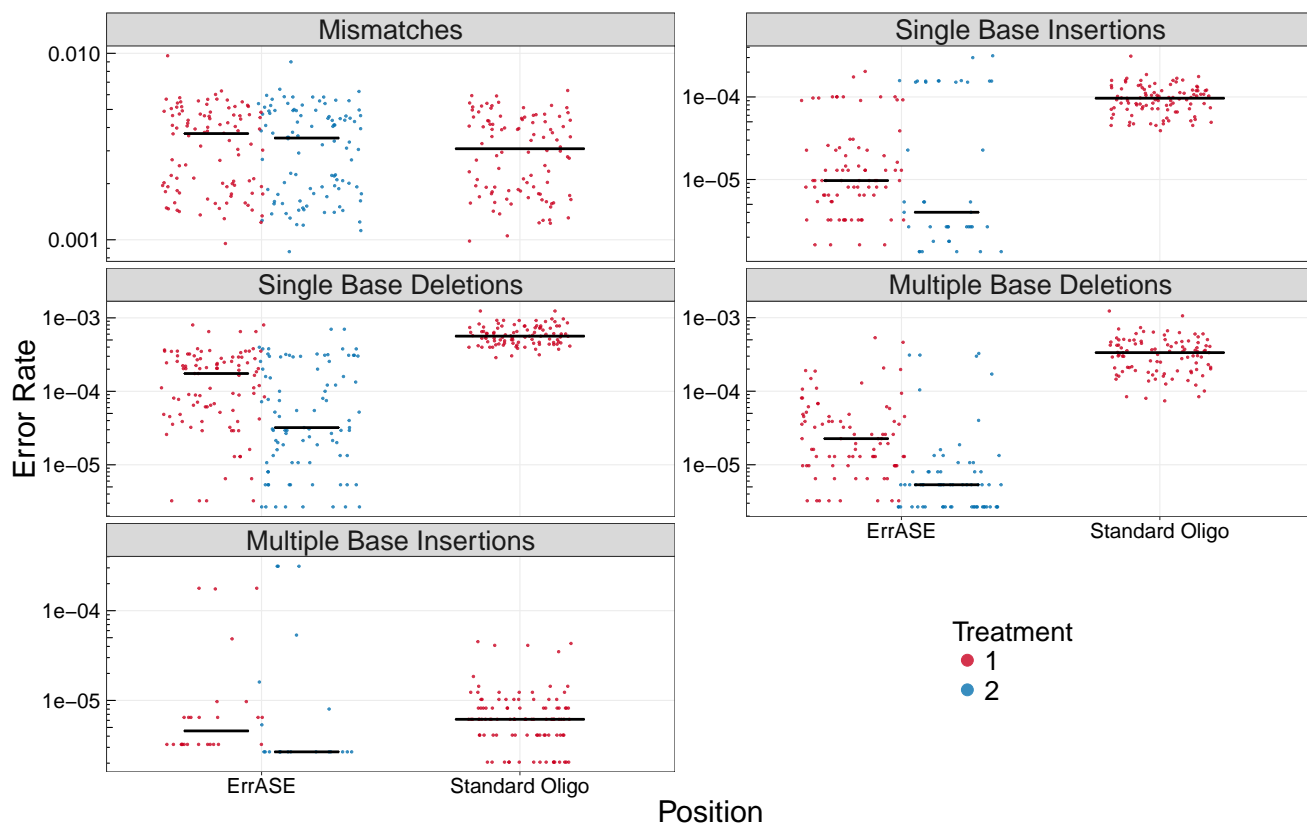 Mismatches
Single Base Insertions
0.010
0.001
1e−04
1e−05
Single Base Deletions
Multiple Base Deletions
1e−03
1e−04
1e−05
1e−03
1e−04
1e−05
Error Rate
ErrASE
Standard Oligo
Multiple Base Insertions
1e−04
1e−05
Treatment
1
2
ErrASE
Standard Oligo
Position